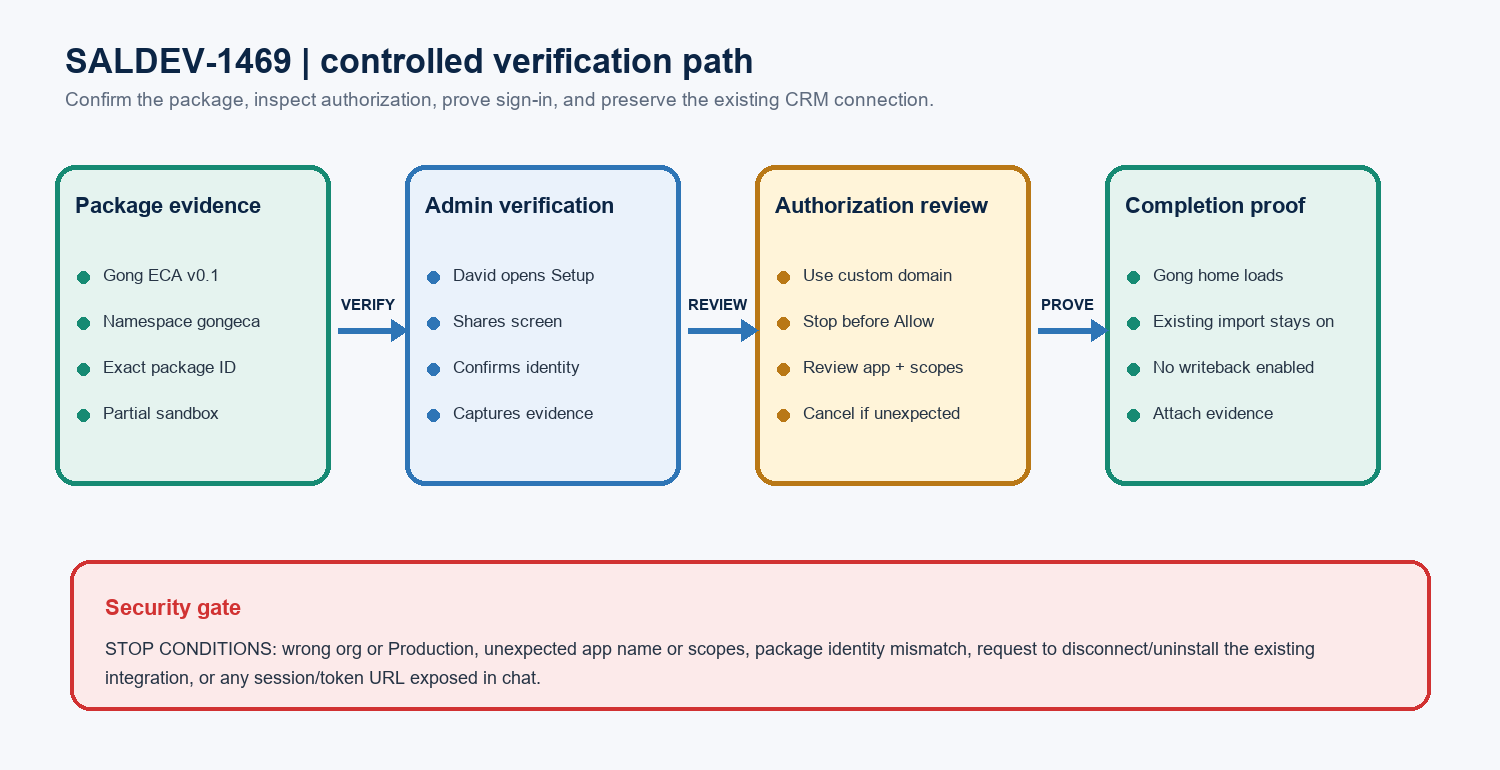 SALDEV-1469 | controlled verification path
Confirm the package, inspect authorization, prove sign-in, and preserve the existing CRM connection.
Package evidence
Gong ECA v0.1
Namespace gongeca
Exact package ID
Partial sandbox
VERIFY
Admin verification
David opens Setup
Shares screen
Confirms identity
Captures evidence
REVIEW
Authorization review
Use custom domain
Stop before Allow
Review app + scopes
Cancel if unexpected
PROVE
Completion proof
Gong home loads
Existing import stays on
No writeback enabled
Attach evidence
Security gate
STOP CONDITIONS: wrong org or Production, unexpected app name or scopes, package identity mismatch, request to disconnect/uninstall the existing
integration, or any session/token URL exposed in chat.